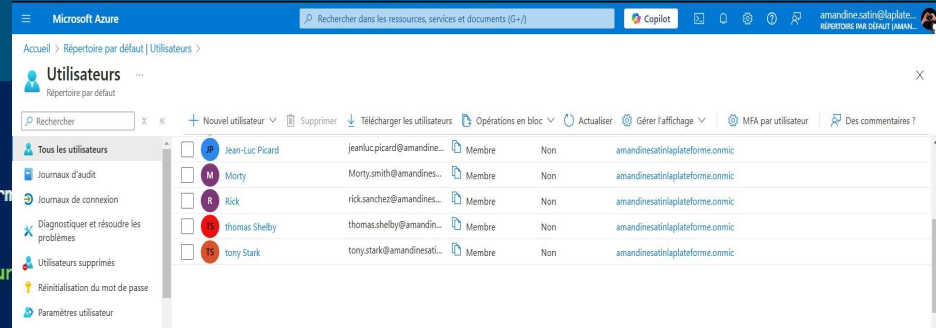 Microsoft Azure
Rechercher dans les ressources, services et documents (G+/)
Copilot
amandine.satin@laplate...
RÉPERTOIRE PAR DÉFAUT (AMAN...
Accueil > Répertoire par défaut | Utilisateurs >
Utilisateurs ...
Répertoire par défaut
Rechercher
Nouvel utilisateur Supprimer Télécharger les utilisateurs Opérations en bloc Actualiser Gérer l'affichage MFA par utilisateur Des commentaires ?
Tous les utilisateurs
Journaux d'audit
Journaux de connexion
Diagnostiquer et résoudre les
problèmes
Utilisateurs supprimés
Réinitialisation du mot de passe
Paramètres utilisateur
JP Jean-Luc Picard jeanluc.picard@amandine... Membre Non amandinesatinlaplateforme.onmic
M Morty Morty.smith@amandines... Membre Non amandinesatinlaplateforme.onmic
R Rick rick.sanchez@amandines... Membre Non amandinesatinlaplateforme.onmic
TS thomas Shelby thomas.shelby@amandin... Membre Non amandinesatinlaplateforme.onmic
TS tony Stark tony.stark@amandinesati... Membre Non amandinesatinlaplateforme.onmic